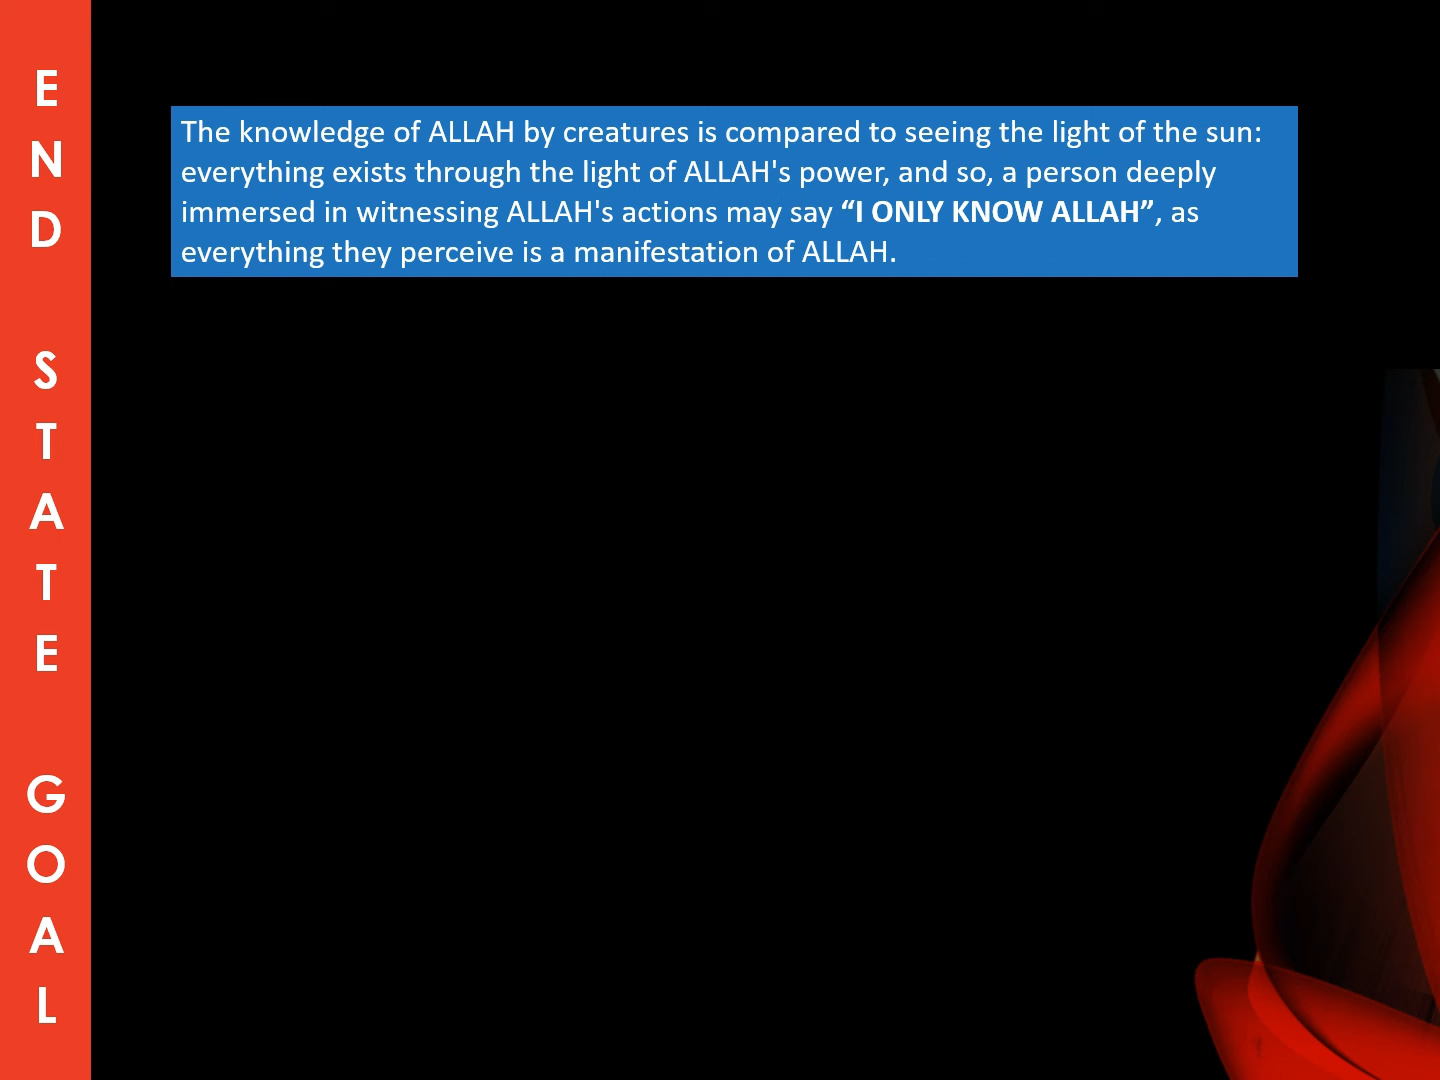 END STATE GOAL
The knowledge of ALLAH by creatures is compared to seeing the light of the sun:
everything exists through the light of ALLAH's power, and so, a person deeply
immersed in witnessing ALLAH's actions may say “I ONLY KNOW ALLAH”, as
everything they perceive is a manifestation of ALLAH.